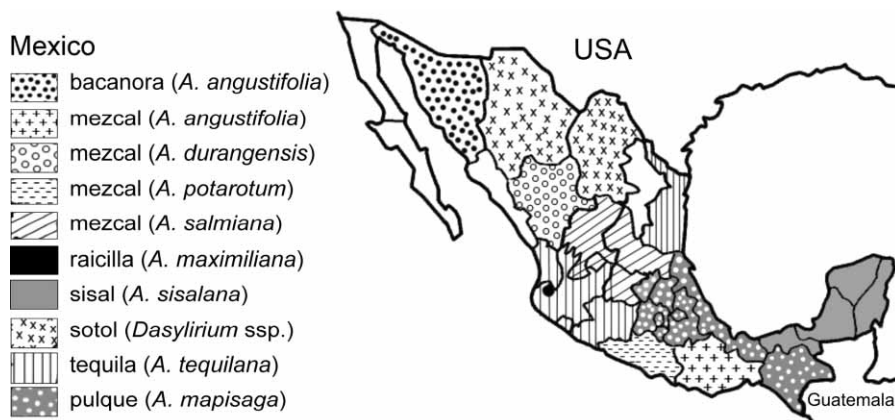 Mexico
bacanora (A. angustifolia)
mezcal (A. angustifolia)
mezcal (A. durangensis)
mezcal (A. potarotum)
mezcal (A. salmiana)
raicilla (A. maximiliana)
sisal (A. sisalana)
sotol (Dasylirium ssp.)
tequila (A. tequilana)
pulque (A. mapisaga)
USA
Guatemala